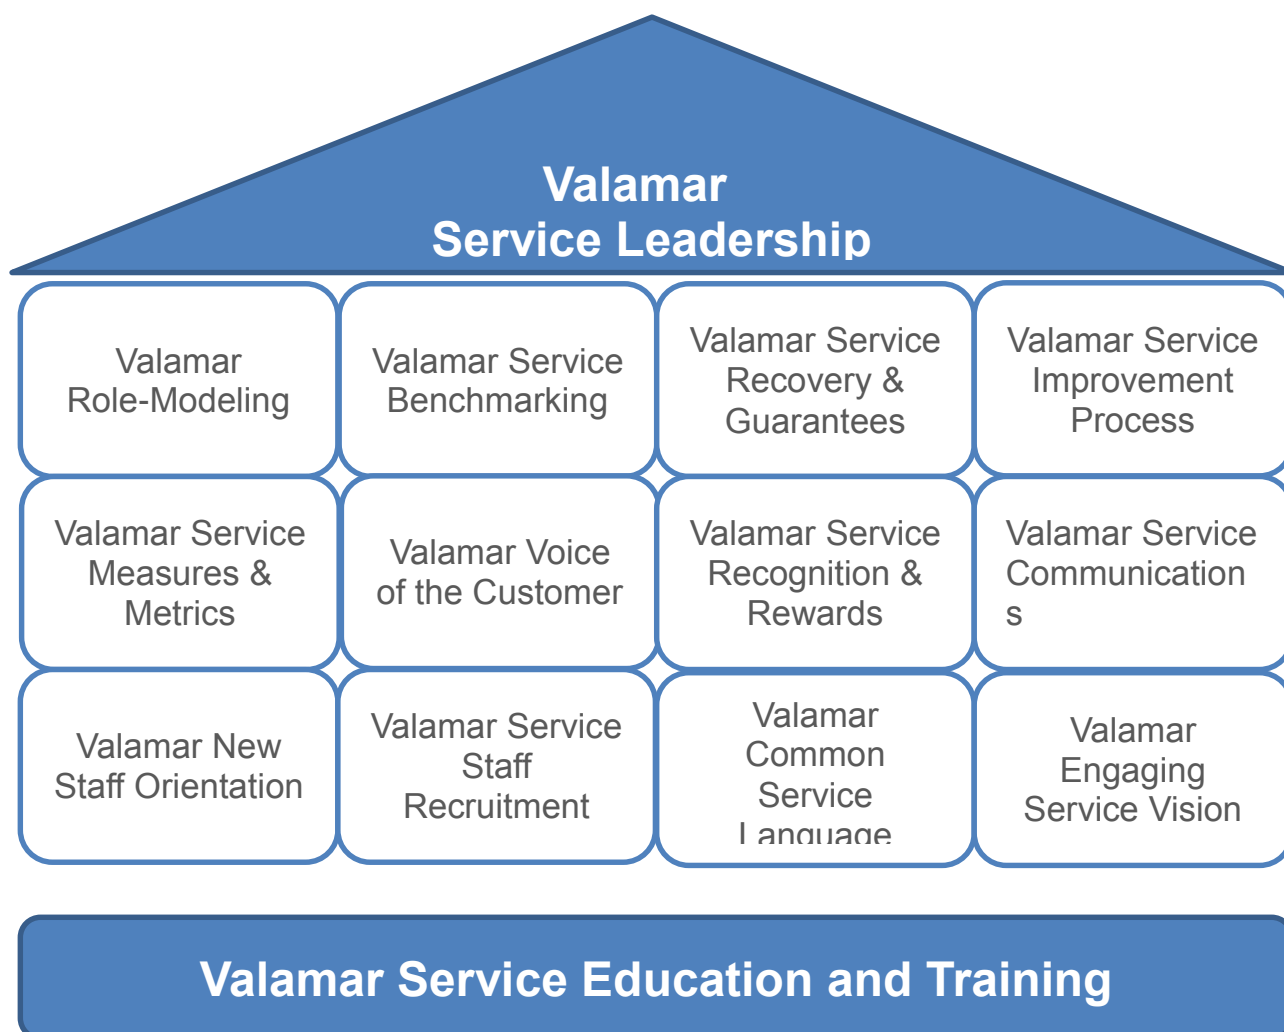 Valamar
Service Leadership
Valamar
Role-Modeling
Valamar Service
Benchmarking
Valamar Service
Recovery &
Guarantees
Valamar Service
Improvement
Process
Valamar Service
Measures &
Metrics
Valamar Voice
of the Customer
Valamar Service
Recognition &
Rewards
Valamar Service
Communication
s
Valamar New
Staff Orientation
Valamar Service
Staff
Recruitment
Valamar
Common
Service
Language
Valamar
Engaging
Service Vision
Valamar Service Education and Training